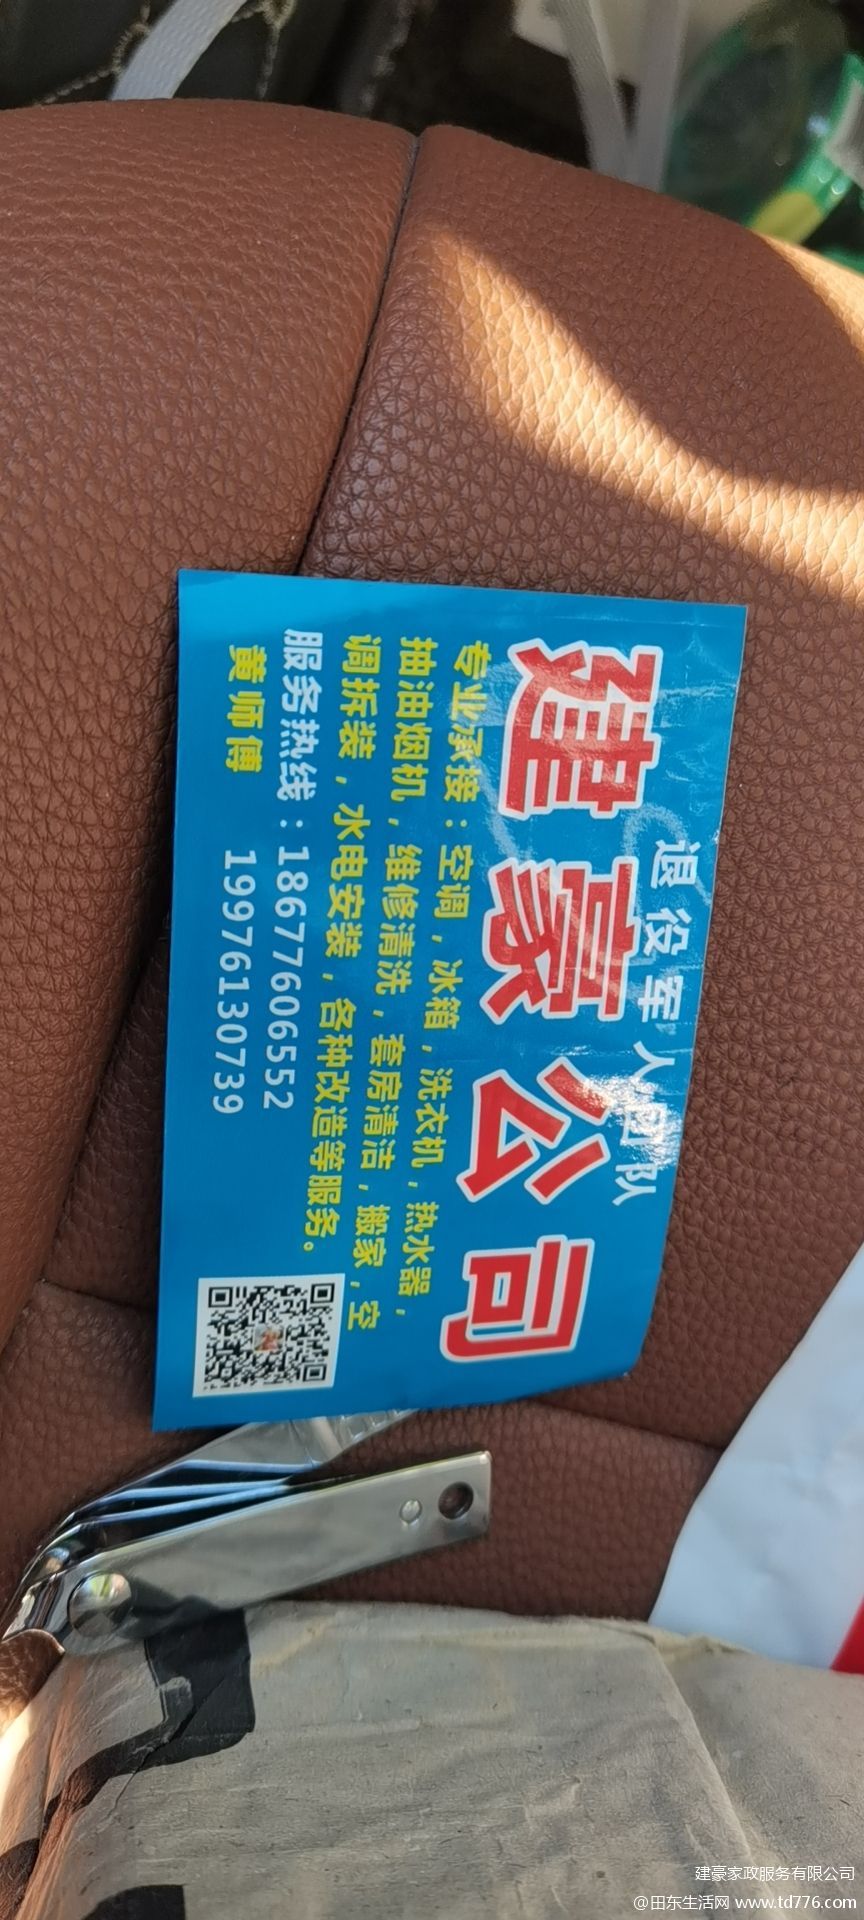 退役军人团队
建豪公司
专业承接：空调，冰箱，洗衣机，热水器，
抽油烟机，维修清洗，套房清洁，搬家，空
调拆装，水电安装，各种改造等服务。
服务热线：18677606552
黄师傅 19976130739
建豪家政服务有限公司
@田东生活网 www.td776.com